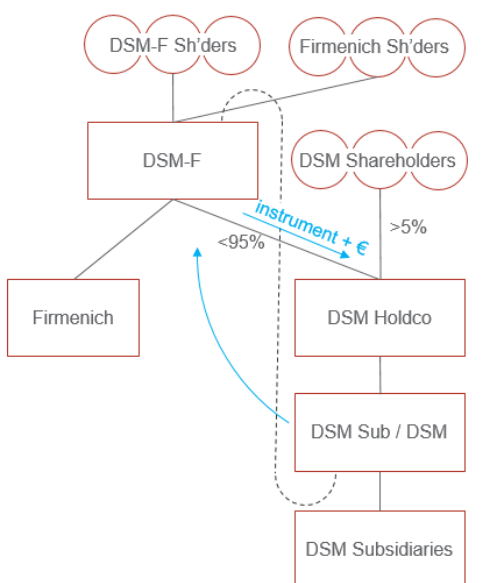 DSM-F Sh'ders
Firmenich Sh'ders
DSM-F
DSM Shareholders
instrument + €
<95%
>5%
Firmenich
DSM Holdco
DSM Sub / DSM
DSM Subsidiaries